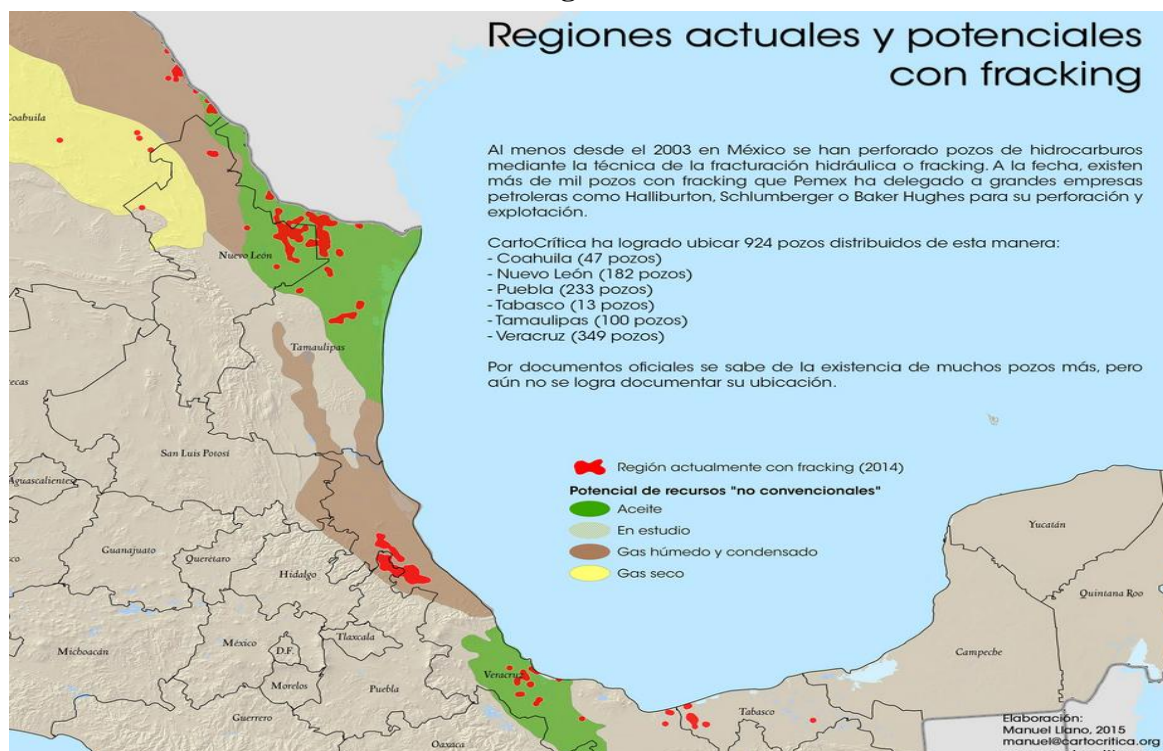 Regiones actuales y potenciales
con fracking
Al menos desde el 2003 en México se han perforado pozos de hidrocarburos
mediante la técnica de la fracturación hidráulica o fracking. A la fecha, existen
más de mil pozos con fracking que Pemex ha delegado a grandes empresas
petroleras como Halliburton, Schlumberger o Baker Hughes para su perforación y
explotación.
CartoCrítica ha logrado ubicar 924 pozos distribuidos de esta manera:
- Coahuila (47 pozos)
- Nuevo León (182 pozos)
- Puebla (233 pozos)
- Tabasco (13 pozos)
- Tamaulipas (100 pozos)
- Veracruz (349 pozos)
Por documentos oficiales se sabe de la existencia de muchos pozos más, pero
aún no se logra documentar su ubicación.
Región actualmente con fracking (2014)
Potencial de recursos "no convencionales"
Aceite
En estudio
Gas húmedo y condensado
Gas seco
Coahuila
Nuevo León
Tamaulipas
San Luis Potosí
Aguascalientes
Guanajuato
Querétaro
Hidalgo
México
D.F.
Tlaxcala
Michoacán
Morelos
Puebla
Guerrero
Oaxaca
Veracruz
Tabasco
Campeche
Yucatán
Quintana Roo
Elaboración:
Manuel Llano, 2015
manuel@cartocritica.org